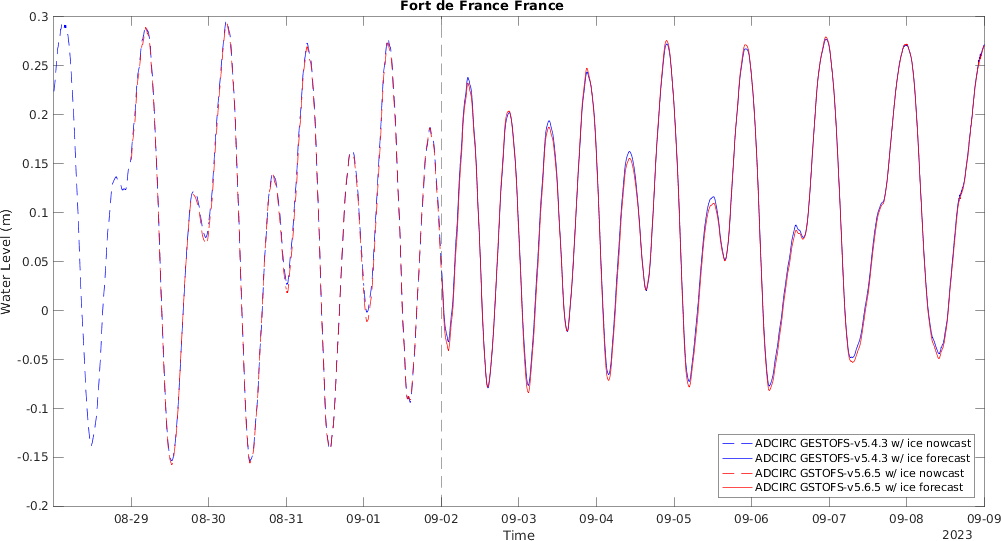 Fort de France France
0.3
0.25
0.2
0.15
0.1
0.05
0
-0.05
-0.1
-0.15
-0.2
Water Level (m)
ADCIRC GESTOFS-v5.4.3 w/ ice nowcast
ADCIRC GESTOFS-v5.4.3 w/ ice forecast
ADCIRC GSTOFS-v5.6.5 w/ ice nowcast
ADCIRC GSTOFS-v5.6.5 w/ ice forecast
08-29 08-30 08-31 09-01 09-02 09-03 09-04 09-05 09-06 09-07 09-08 09-09
Time
2023